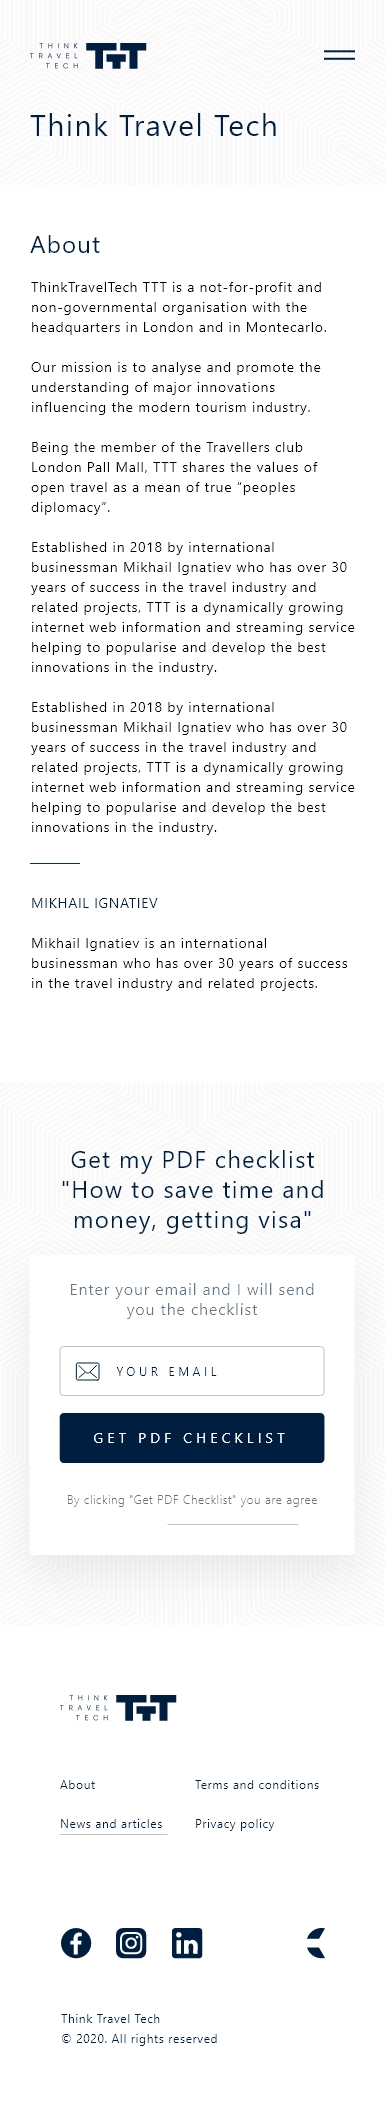 THINK
TRAVEL
TECH
TTT
Think Travel Tech
About
ThinkTravelTech TTT is a not-for-profit and
non-governmental organisation with the
headquarters in London and in Montecarlo.
Our mission is to analyse and promote the
understanding of major innovations
influencing the modern tourism industry.
Being the member of the Travellers club
London Pall Mall, TTT shares the values of
open travel as a mean of true “peoples
diplomacy”.
Established in 2018 by international
businessman Mikhail Ignatiev who has over 30
years of success in the travel industry and
related projects, TTT is a dynamically growing
internet web information and streaming service
helping to popularise and develop the best
innovations in the industry.
Established in 2018 by international
businessman Mikhail Ignatiev who has over 30
years of success in the travel industry and
related projects, TTT is a dynamically growing
internet web information and streaming service
helping to popularise and develop the best
innovations in the industry.
MIKHAIL IGNATIEV
Mikhail Ignatiev is an international
businessman who has over 30 years of success
in the travel industry and related projects.
Get my PDF checklist
"How to save time and
money, getting visa"
Enter your email and I will send
you the checklist
YOUR EMAIL
GET PDF CHECKLIST
By clicking "Get PDF Checklist" you are agree
THINK
TRAVEL
TECH
TTT
About
Terms and conditions
News and articles
Privacy policy
Think Travel Tech
© 2020. All rights reserved